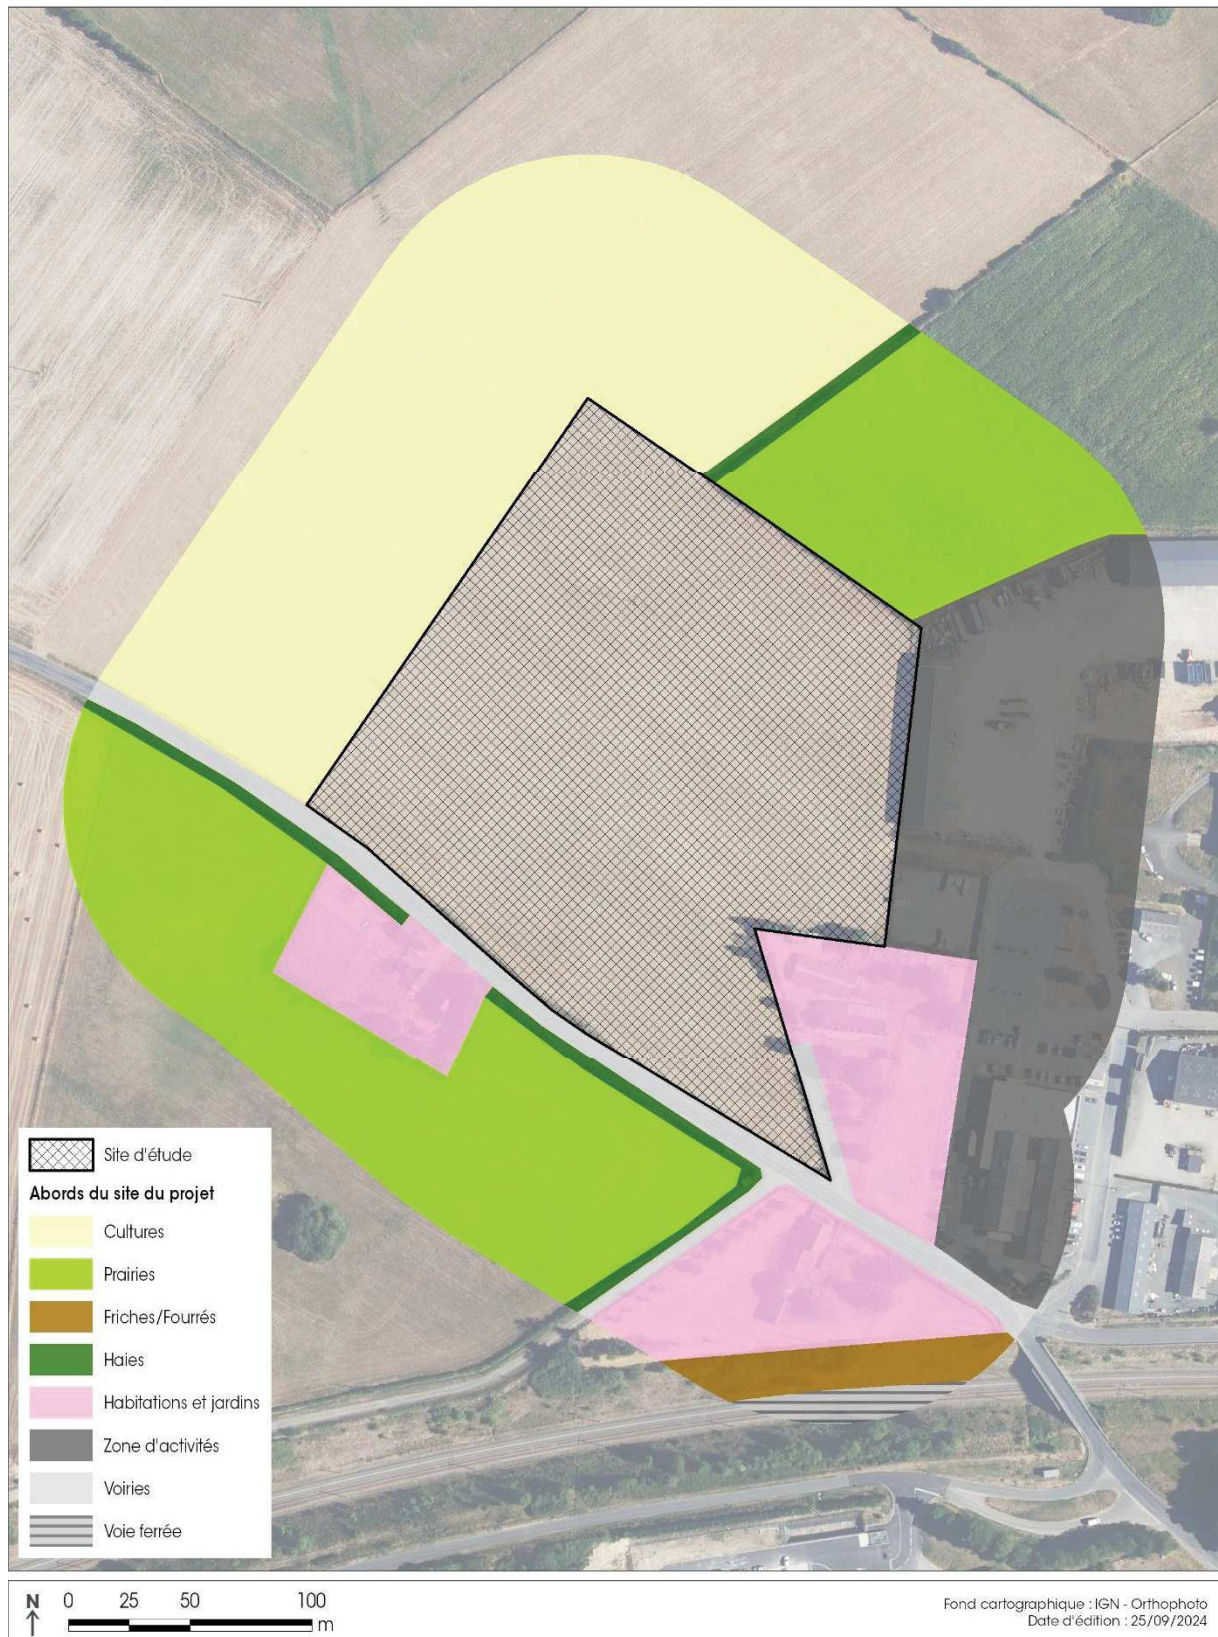 Site d'étude
Abords du site du projet
Cultures
Prairies
Friches/Fourrés
Haies
Habitations et jardins
Zone d'activités
Voiries
Voie ferrée
N
0 25 50 100
m
Fond cartographique : IGN - Orthophoto
Date d'édition : 25/09/2024